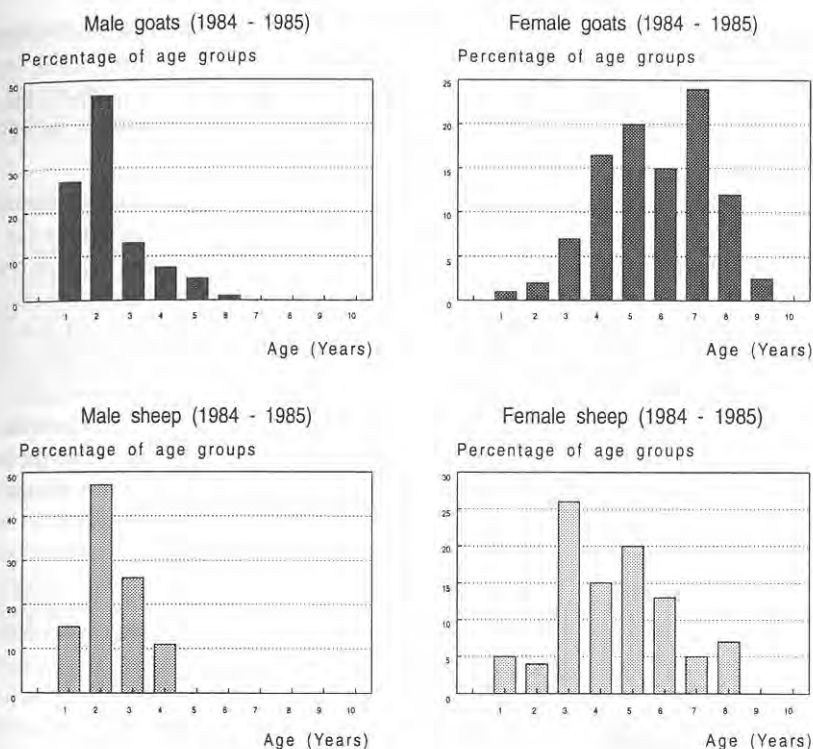 Male goats (1984 - 1985)
Percentage of age groups
50
40
30
20
10
0
1 2 3 4 5 6 7 8 9 10
Age (Years)
Female goats (1984 - 1985)
Percentage of age groups
25
20
15
10
5
0
1 2 3 4 5 6 7 8 9 10
Age (Years)
Male sheep (1984 - 1985)
Percentage of age groups
50
40
30
20
10
0
1 2 3 4 5 6 7 8 9 10
Age (Years)
Female sheep (1984 - 1985)
Percentage of age groups
30
25
20
15
10
5
0
1 2 3 4 5 6 7 8 9 10
Age (Years)